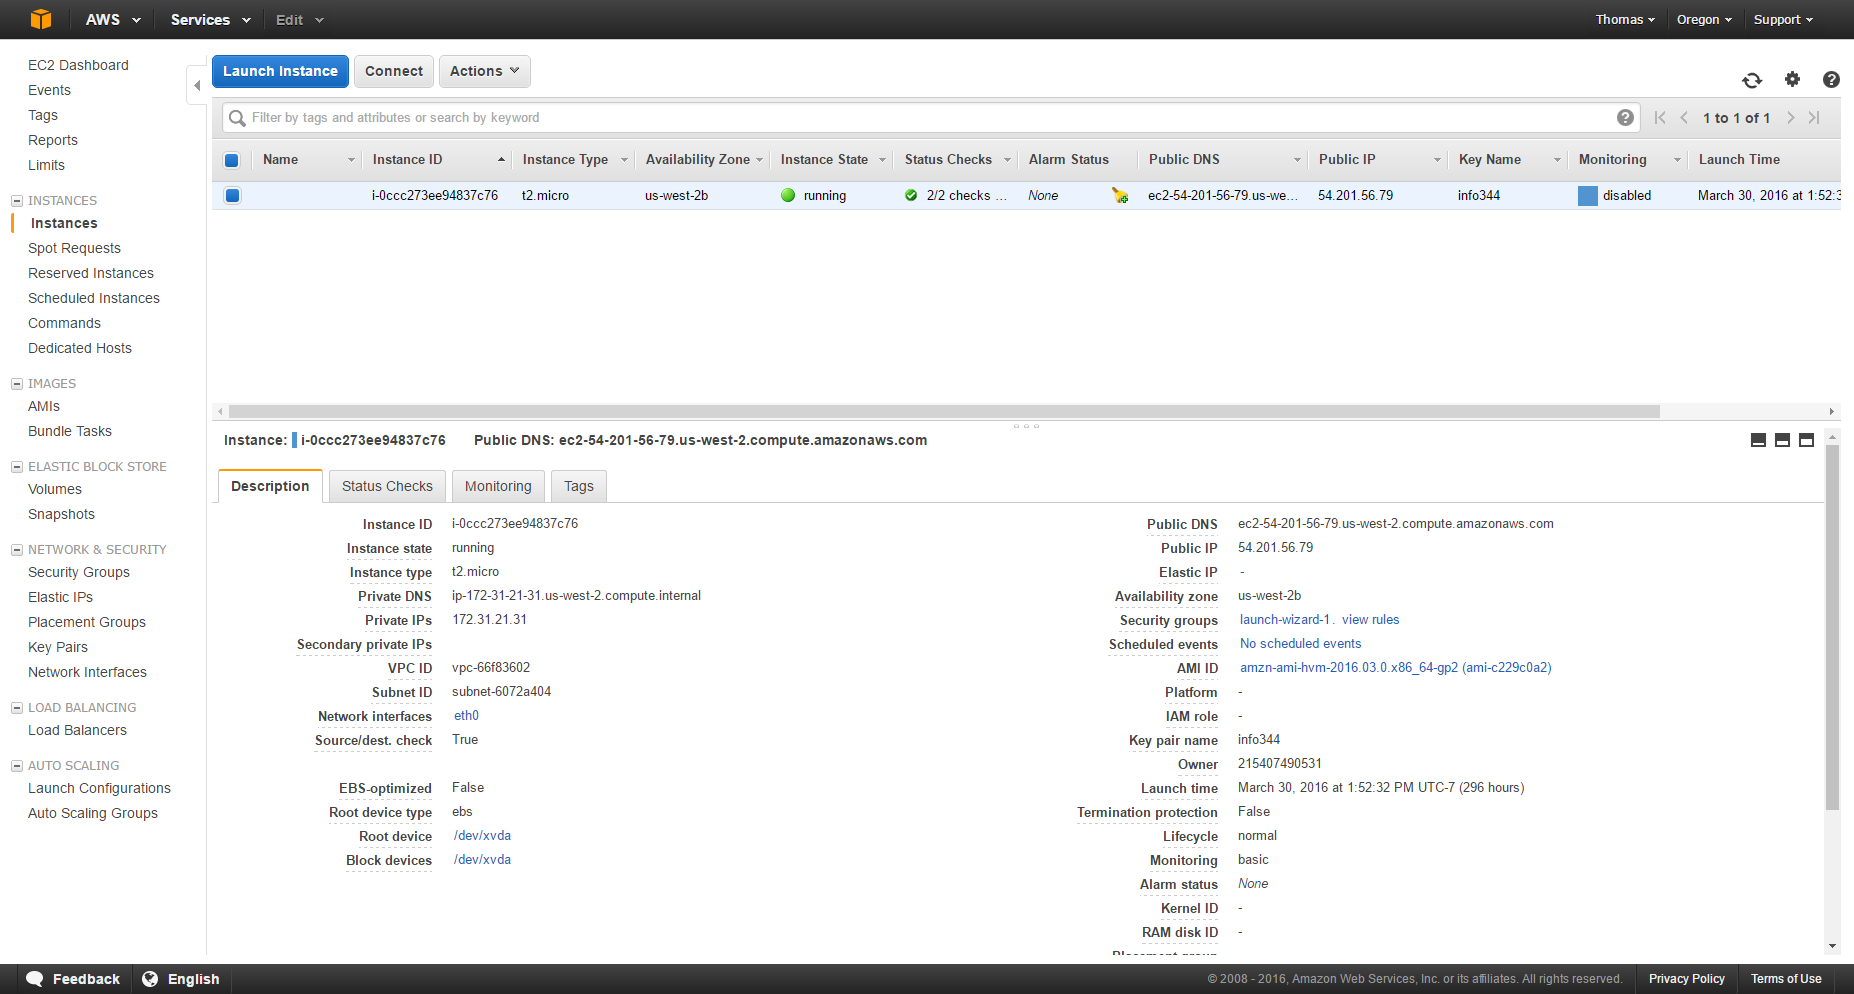 AWS Services Edit Thomas Oregon Support
EC2 Dashboard
Events
Tags
Reports
Limits
INSTANCES
Instances
Spot Requests
Reserved Instances
Scheduled Instances
Commands
Dedicated Hosts
IMAGES
AMIs
Bundle Tasks
ELASTIC BLOCK STORE
Volumes
Snapshots
NETWORK & SECURITY
Security Groups
Elastic IPs
Placement Groups
Key Pairs
Network Interfaces
LOAD BALANCING
Load Balancers
AUTO SCALING
Launch Configurations
Auto Scaling Groups
Launch Instance Connect Actions
Filter by tags and attributes or search by keyword 1 to 1 of 1
Name Instance ID Instance Type Availability Zone Instance State Status Checks Alarm Status Public DNS Public IP Key Name Monitoring Launch Time
i-0ccc273ee94837c76 t2.micro us-west-2b running 2/2 checks ... None ec2-54-201-56-79.us-we... 54.201.56.79 info344 disabled March 30, 2016 at 1:52:3
Instance: i-0ccc273ee94837c76 Public DNS: ec2-54-201-56-79.us-west-2.compute.amazonaws.com
Description Status Checks Monitoring Tags
Instance ID i-0ccc273ee94837c76
Instance state running
Instance type t2.micro
Private DNS ip-172-31-21-31.us-west-2.compute.internal
Private IPs 172.31.21.31
Secondary private IPs
VPC ID vpc-66f83602
Subnet ID subnet-6072a404
Network interfaces eth0
Source/dest. check True
EBS-optimized False
Root device type ebs
Root device /dev/xvda
Block devices /dev/xvda
Public DNS ec2-54-201-56-79.us-west-2.compute.amazonaws.com
Public IP 54.201.56.79
Elastic IP -
Availability zone us-west-2b
Security groups launch-wizard-1. view rules
Scheduled events No scheduled events
AMI ID amzn-ami-hvm-2016.03.0.x86_64-gp2 (ami-c229c0a2)
Platform -
IAM role -
Key pair name info344
Owner 215407490531
Launch time March 30, 2016 at 1:52:32 PM UTC-7 (296 hours)
Termination protection False
Lifecycle normal
Monitoring basic
Alarm status None
Kernel ID -
RAM disk ID -
Placement group
Feedback English © 2008 - 2016, Amazon Web Services, Inc. or its affiliates. All rights reserved. Privacy Policy Terms of Use